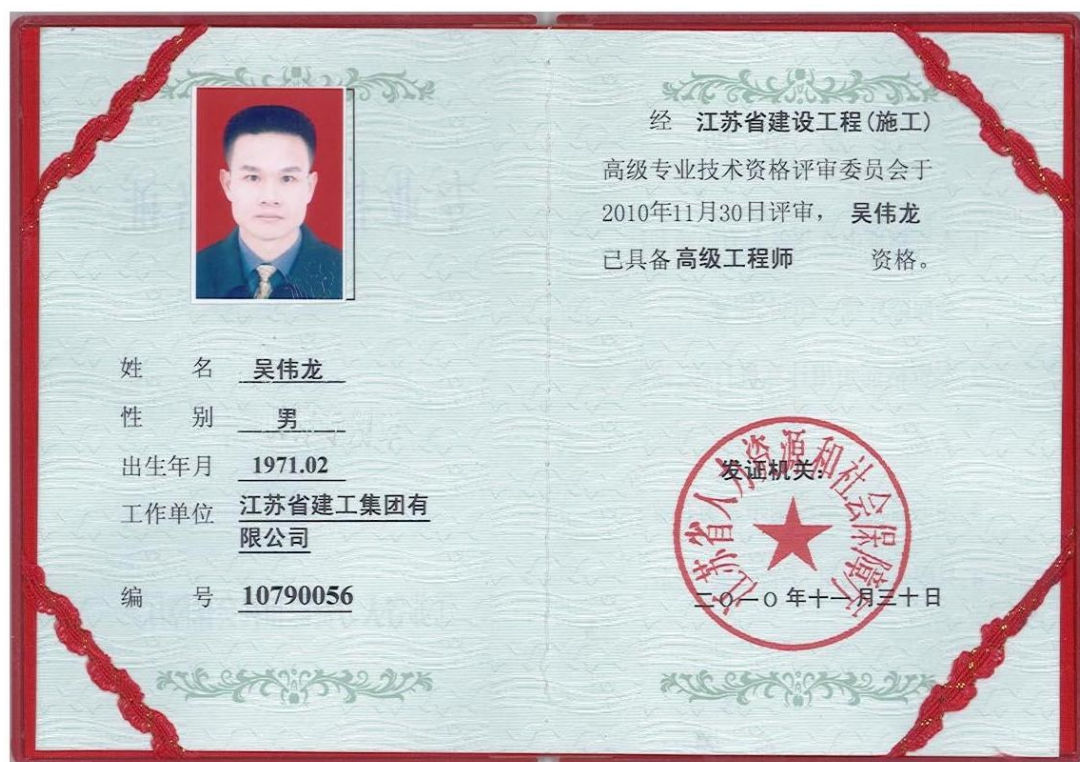 姓 名 吴伟龙
性 别 男
出生年月 1971.02
工作单位 江苏省建工集团有
限公司
编 号 10790056
经 江苏省建设工程(施工)
高级专业技术资格评审委员会于
2010年11月30日评审， 吴伟龙
已具备高级工程师 资格。
江苏省人力资源和社会保障厅
发证机关:
二〇一〇年十一月三十日